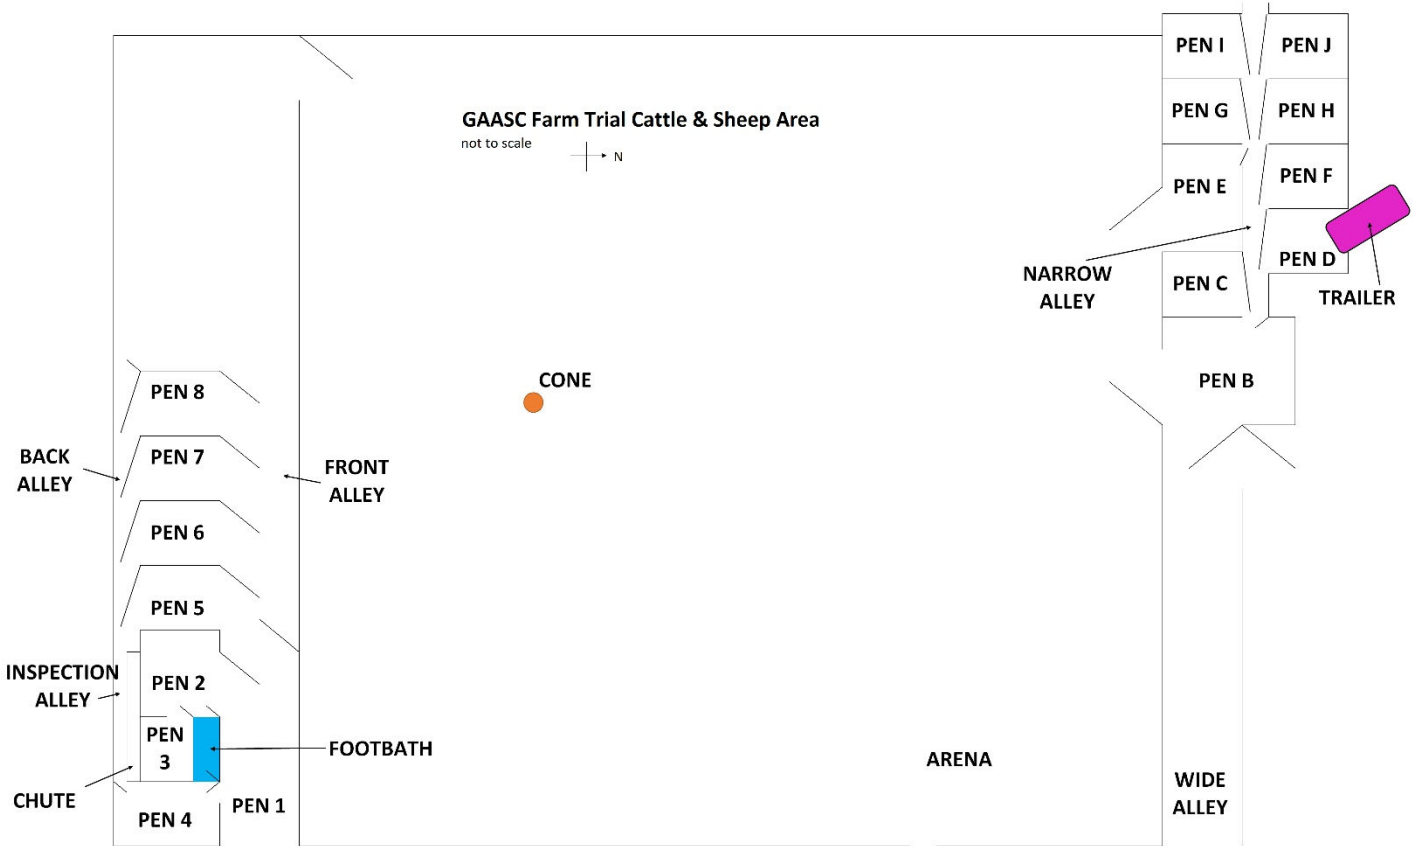 PEN I
PEN J
GAASC Farm Trial Cattle & Sheep Area
not to scale
N
PEN G
PEN H
PEN E
PEN F
PEN D
NARROW
ALLEY
PEN C
TRAILER
PEN 8
CONE
PEN B
BACK
ALLEY
PEN 7
FRONT
ALLEY
PEN 6
PEN 5
INSPECTION
ALLEY
PEN 2
PEN
3
FOOTBATH
CHUTE
PEN 4
PEN 1
ARENA
WIDE
ALLEY